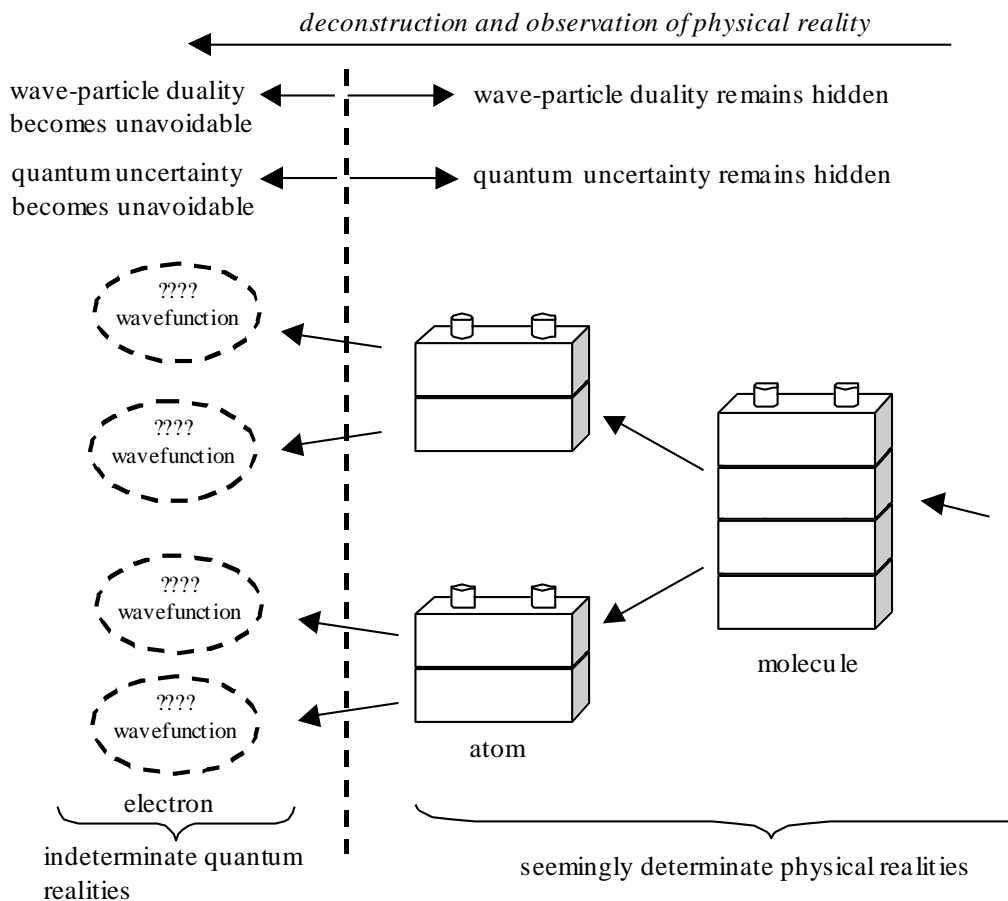 deconstruction and observation of physical reality
wave-particle duality
becomes unavoidable
wave-particle duality remains hidden
quantum uncertainty
becomes unavoidable
quantum uncertainty remains hidden
????
wavefunction
????
wavefunction
????
wavefunction
????
wavefunction
molecule
atom
electron
indeterminate quantum
realities
seemingly determinate physical realities